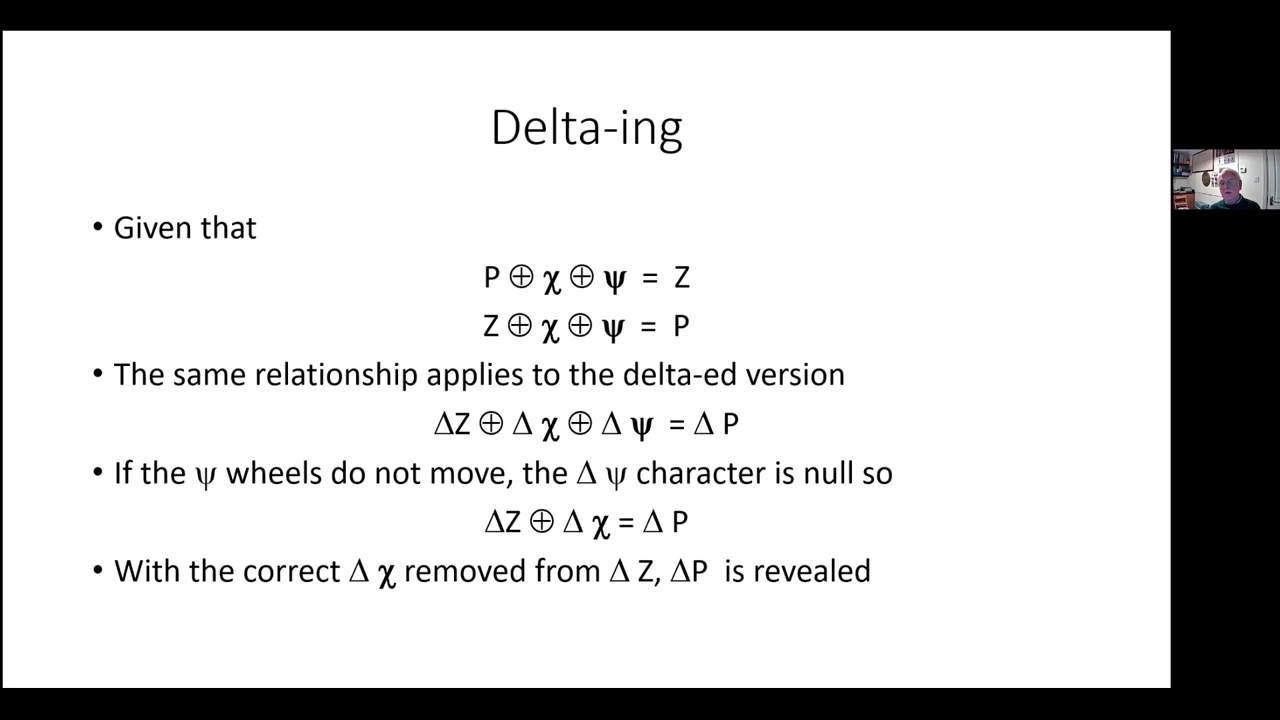 Delta-ing
• Given that
P ⊕ χ ⊕ ψ = Z
Z ⊕ χ ⊕ ψ = P
• The same relationship applies to the delta-ed version
ΔZ ⊕ Δ χ ⊕ Δ ψ = Δ P
• If the ψ wheels do not move, the Δ ψ character is null so
ΔZ ⊕ Δ χ = Δ P
• With the correct Δ χ removed from Δ Z, ΔP is revealed